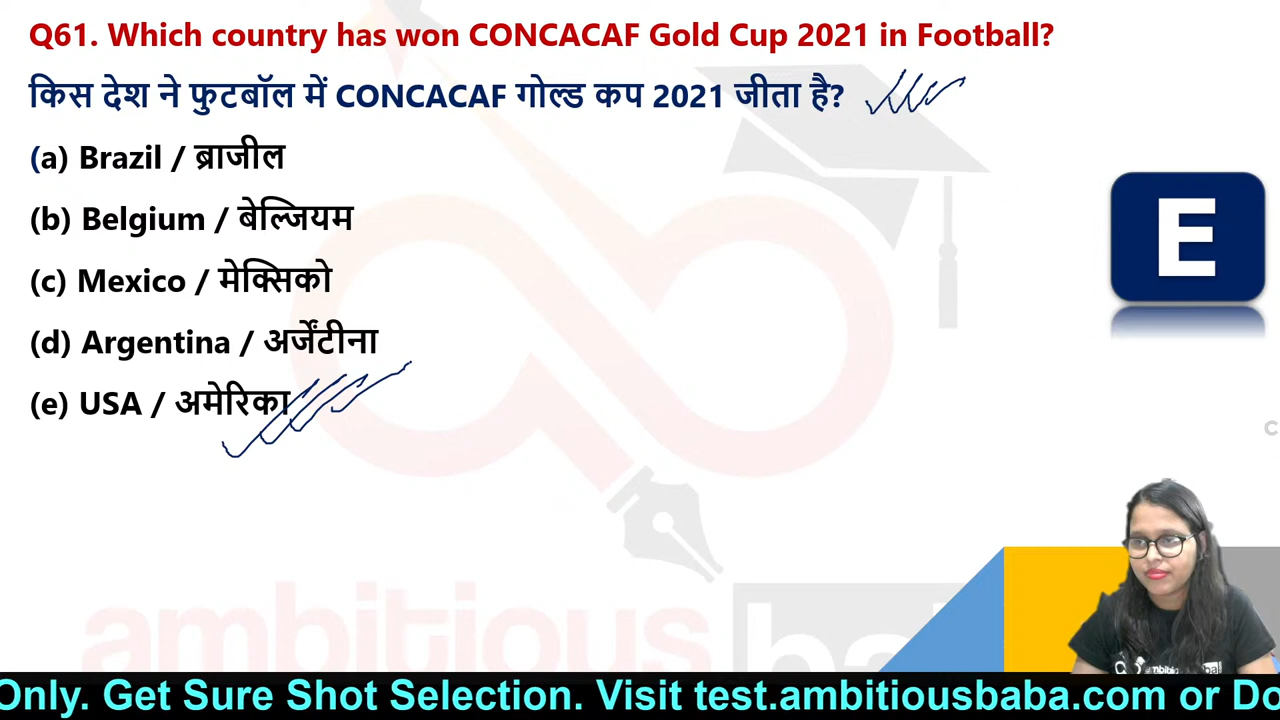 Q61. Which country has won CONCACAF Gold Cup 2021 in Football?
किस देश ने फुटबॉल में CONCACAF गोल्ड कप 2021 जीता है?
(a) Brazil / ब्राजील
(b) Belgium / बेल्जियम
(c) Mexico / मेक्सिको
(d) Argentina / अर्जेंटीना
(e) USA / अमेरिका
E
ambitious
Only. Get Sure Shot Selection. Visit test.ambitiousbaba.com or Do